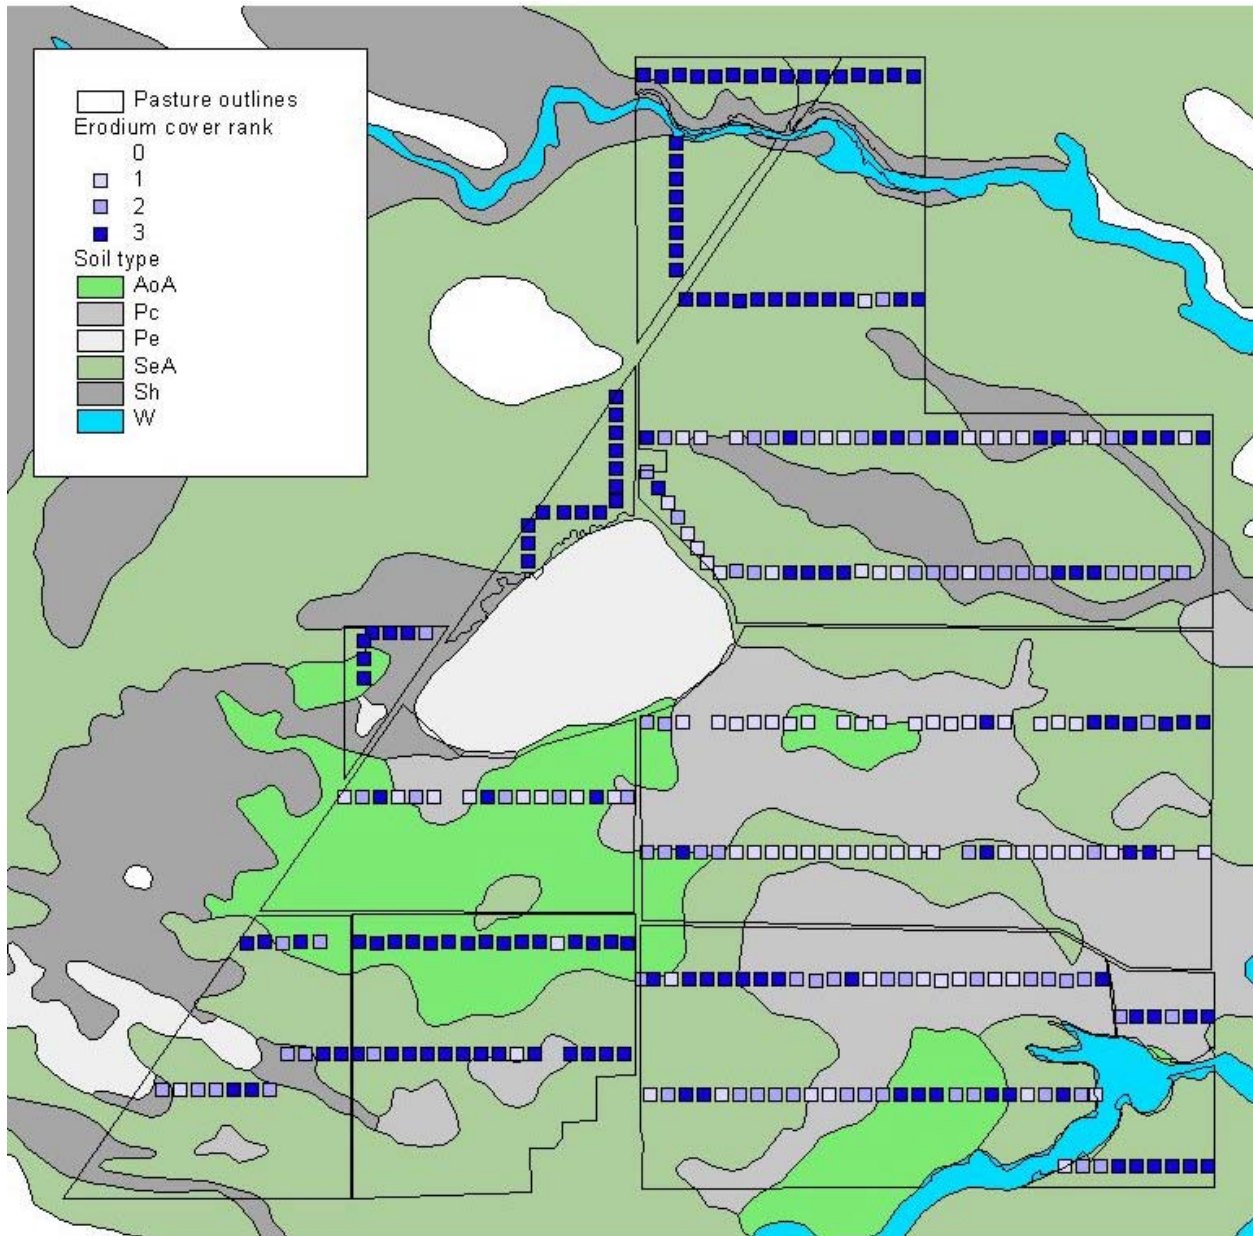 Pasture outlines
Erodium cover rank
0
1
2
3
Soil type
AoA
Pc
Pe
SeA
Sh
W